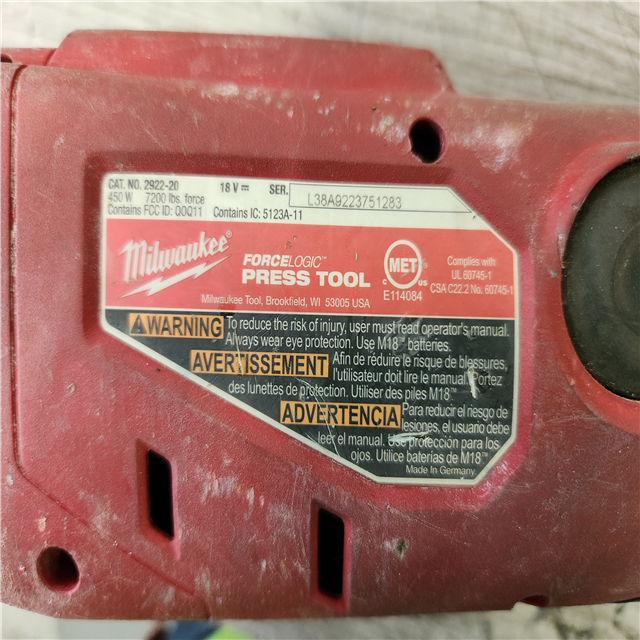 CAT. NO. 2922-20 18 V⎓ SER. L38A9223751283
450 W 7200 lbs. force
Contains FCC ID: OOQ11 Contains IC: 5123A-11
Milwaukee®
FORCELOGIC™
PRESS TOOL
C MET US
E114084
Complies with
UL 60745-1
CSA C22.2 No. 60745-1
Milwaukee Tool, Brookfield, WI 53005 USA
WARNING To reduce the risk of injury, user must read operator's manual.
Always wear eye protection. Use M18™ batteries.
AVERTISSEMENT Afin de réduire le risque de blessures,
l'utilisateur doit lire le manuel. Portez
des lunettes de protection. Utiliser des piles M18™
ADVERTENCIA Para reducir el riesgo de
lesiones, el usuario debe
leer el manual. Use protección para los
ojos. Utilice baterías de M18™
Made In Germany